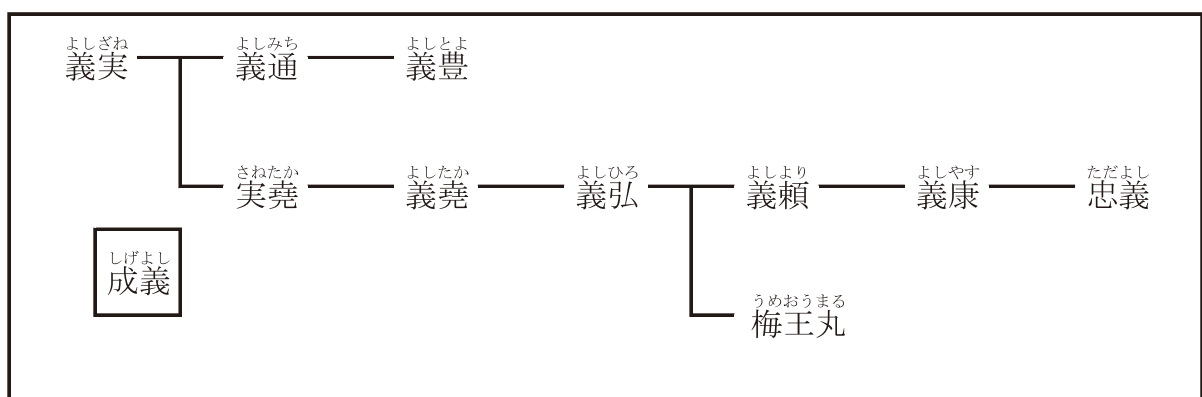 よしざね よしみち よしとよ
義実 義通 義豊
さねたか よしたか よしひろ よしより よしやす ただよし
実堯 義堯 義弘 義頼 義康 忠義
しげよし
成義
うめおうまる
梅王丸